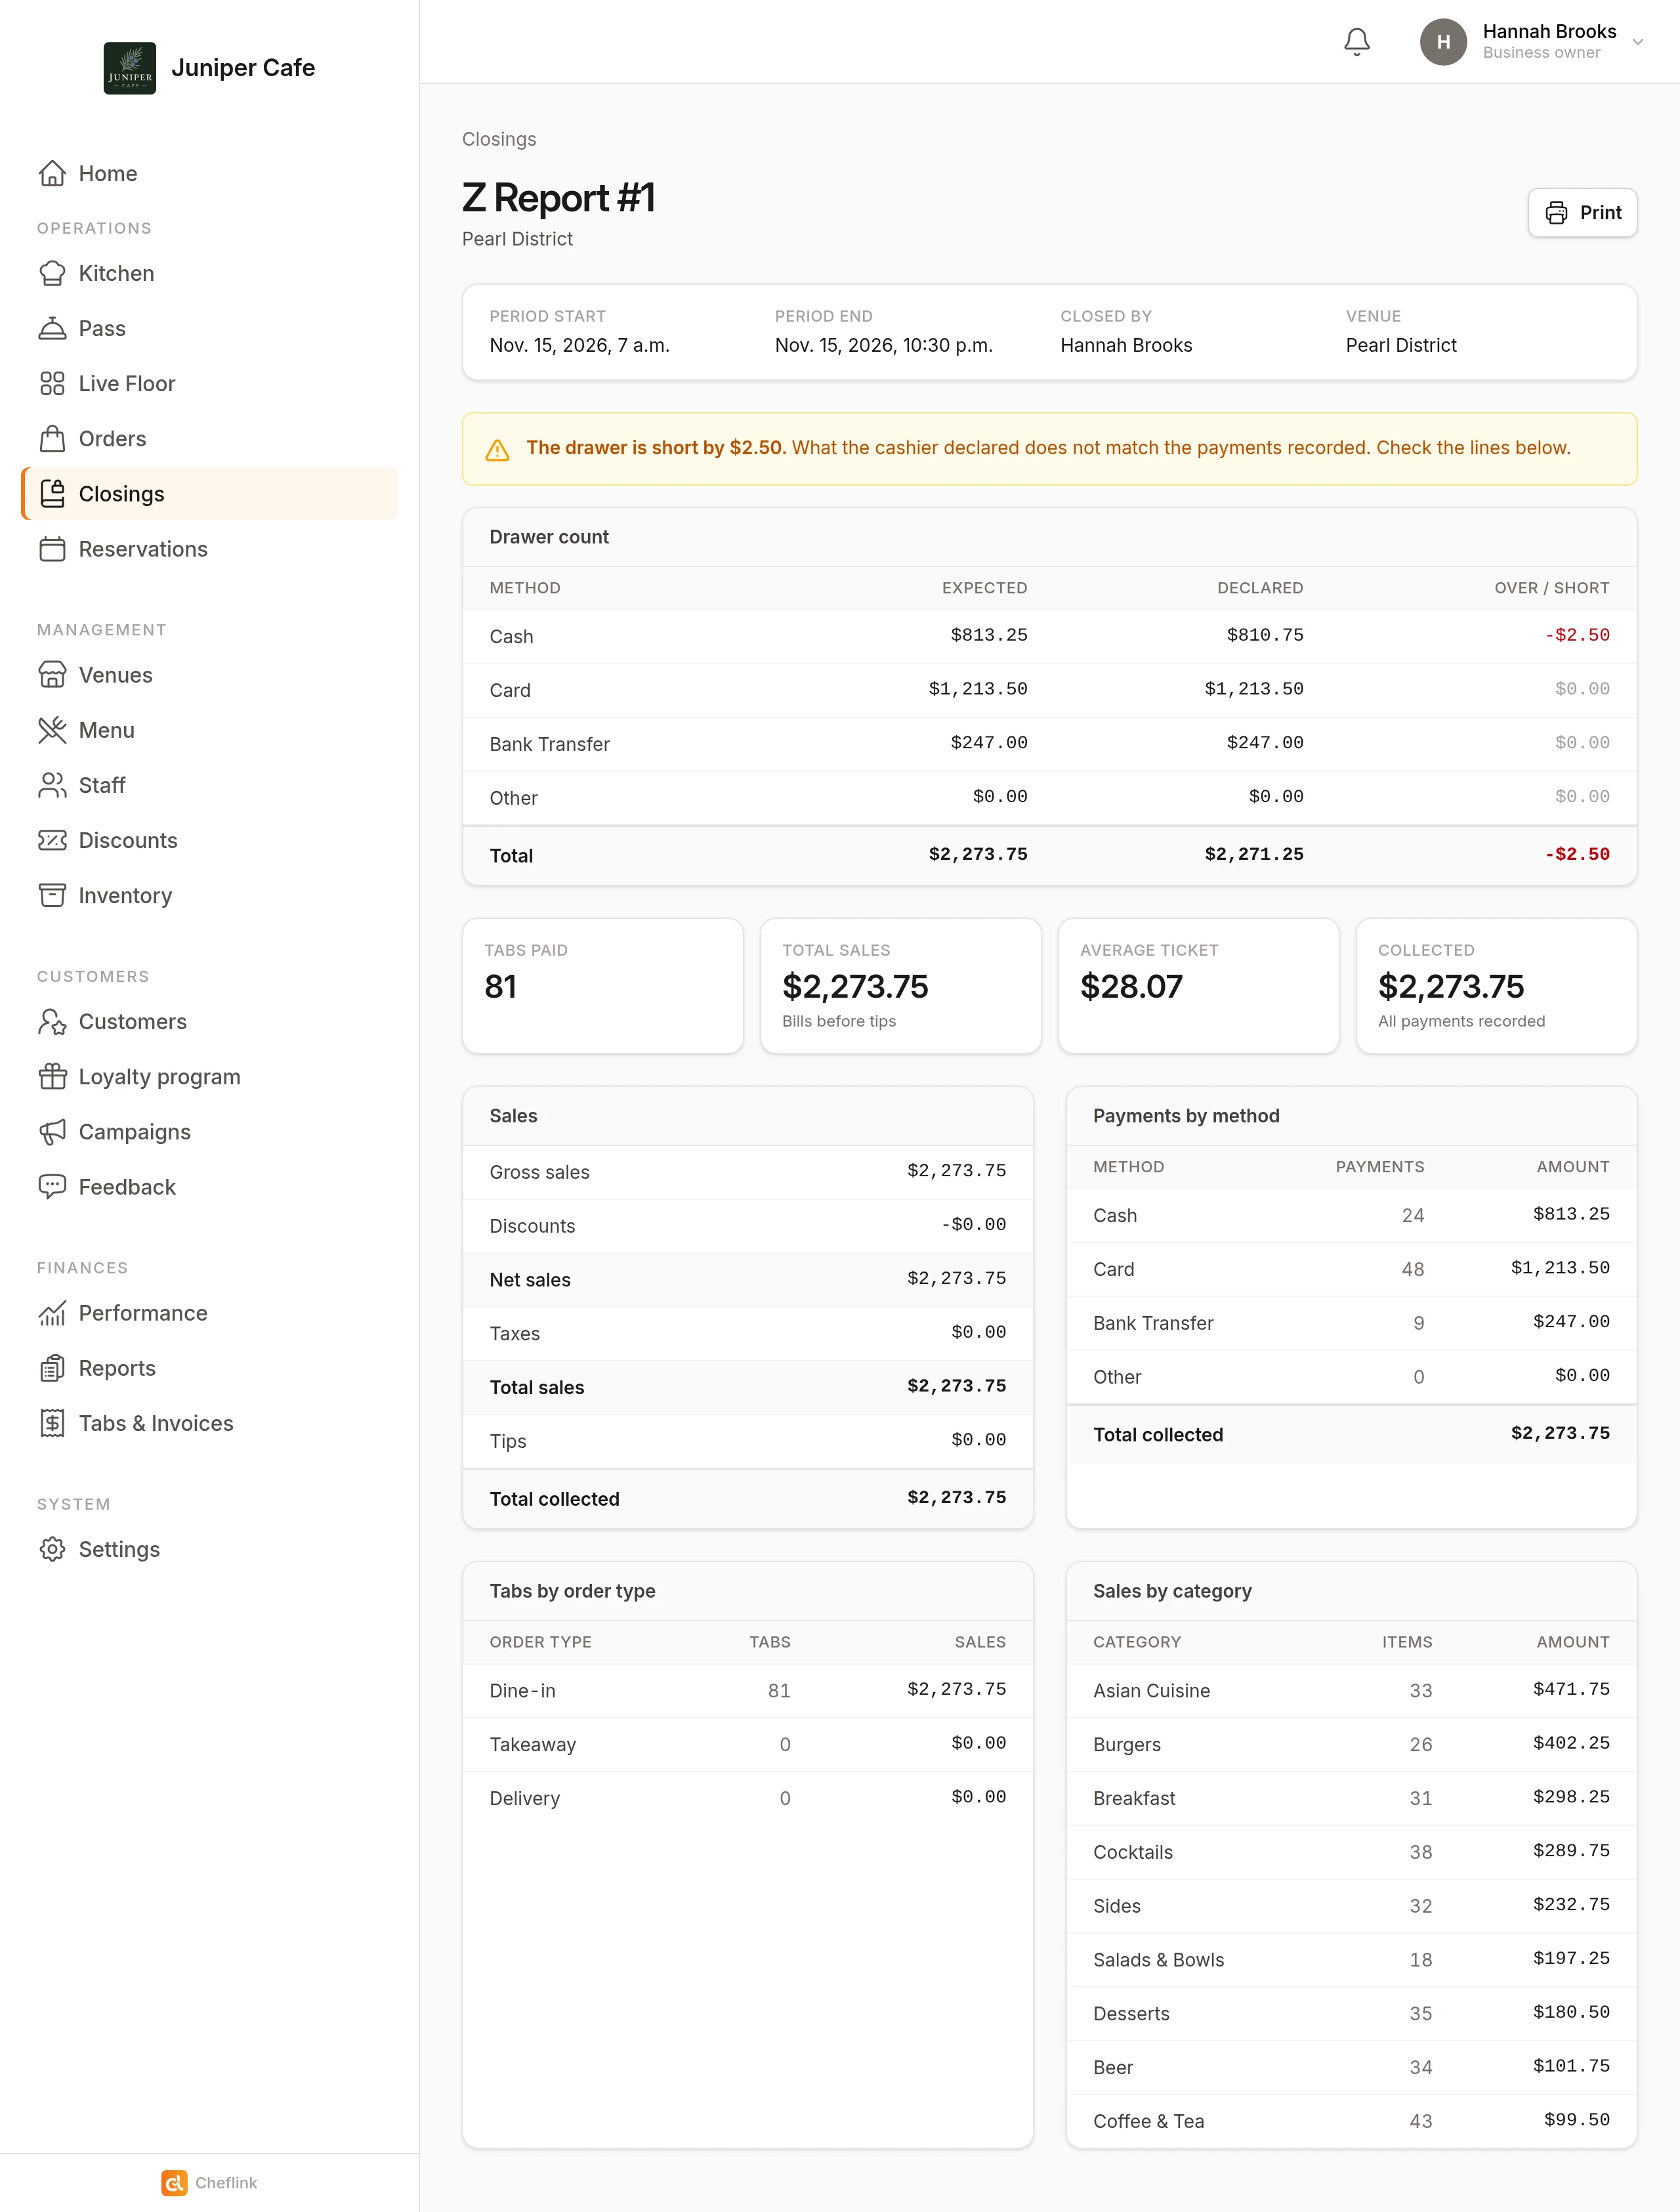 JUNIPER
CAFE
Juniper Cafe
Home
OPERATIONS
Kitchen
Pass
Live Floor
Orders
Closings
Reservations
MANAGEMENT
Venues
Menu
Staff
Discounts
Inventory
CUSTOMERS
Customers
Loyalty program
Campaigns
Feedback
FINANCES
Performance
Reports
Tabs & Invoices
SYSTEM
Settings
Cheflink
H
Hannah Brooks
Business owner
Closings
Z Report #1
Pearl District
Print
PERIOD START PERIOD END CLOSED BY VENUE
Nov. 15, 2026, 7 a.m. Nov. 15, 2026, 10:30 p.m. Hannah Brooks Pearl District
The drawer is short by $2.50. What the cashier declared does not match the payments recorded. Check the lines below.
Drawer count
METHOD EXPECTED DECLARED OVER / SHORT
Cash $813.25 $810.75 -$2.50
Card $1,213.50 $1,213.50 $0.00
Bank Transfer $247.00 $247.00 $0.00
Other $0.00 $0.00 $0.00
Total $2,273.75 $2,271.25 -$2.50
TABS PAID
81
TOTAL SALES
$2,273.75
Bills before tips
AVERAGE TICKET
$28.07
COLLECTED
$2,273.75
All payments recorded
Sales
Gross sales $2,273.75
Discounts -$0.00
Net sales $2,273.75
Taxes $0.00
Total sales $2,273.75
Tips $0.00
Total collected $2,273.75
Payments by method
METHOD PAYMENTS AMOUNT
Cash 24 $813.25
Card 48 $1,213.50
Bank Transfer 9 $247.00
Other 0 $0.00
Total collected $2,273.75
Tabs by order type
ORDER TYPE TABS SALES
Dine-in 81 $2,273.75
Takeaway 0 $0.00
Delivery 0 $0.00
Sales by category
CATEGORY ITEMS AMOUNT
Asian Cuisine 33 $471.75
Burgers 26 $402.25
Breakfast 31 $298.25
Cocktails 38 $289.75
Sides 32 $232.75
Salads & Bowls 18 $197.25
Desserts 35 $180.50
Beer 34 $101.75
Coffee & Tea 43 $99.50